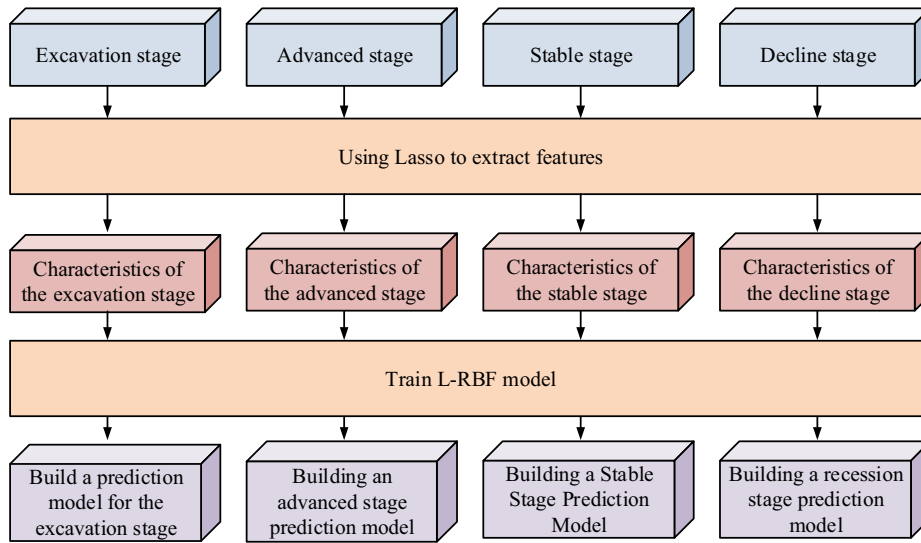 Excavation stage
Advanced stage
Stable stage
Decline stage
Using Lasso to extract features
Characteristics of
the excavation stage
Characteristics of
the advanced stage
Characteristics of
the stable stage
Characteristics of
the decline stage
Train L-RBF model
Build a prediction
model for the
excavation stage
Building an
advanced stage
prediction model
Building a Stable
Stage Prediction
Model
Building a recession
stage prediction
model